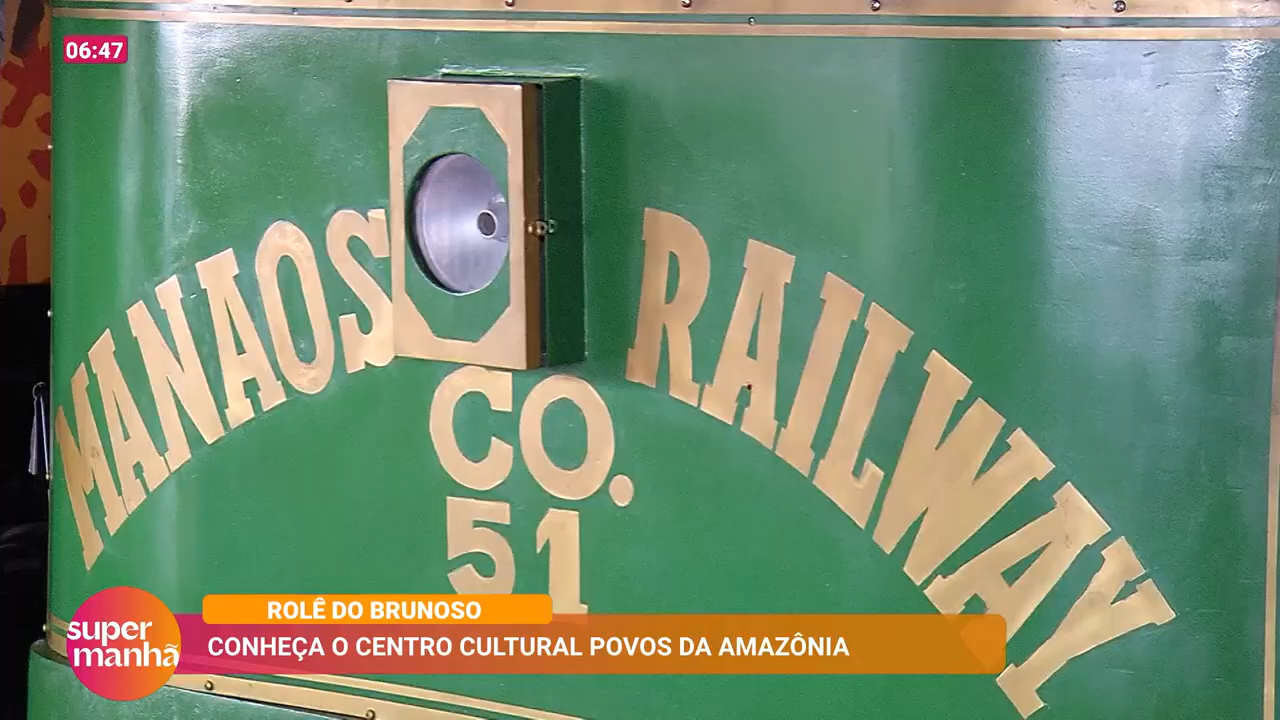 06:47
MANAOS RAILWAY
CO.
51
ROLÊ DO BRUNOSO
CONHEÇA O CENTRO CULTURAL POVOS DA AMAZÔNIA
super
manhã